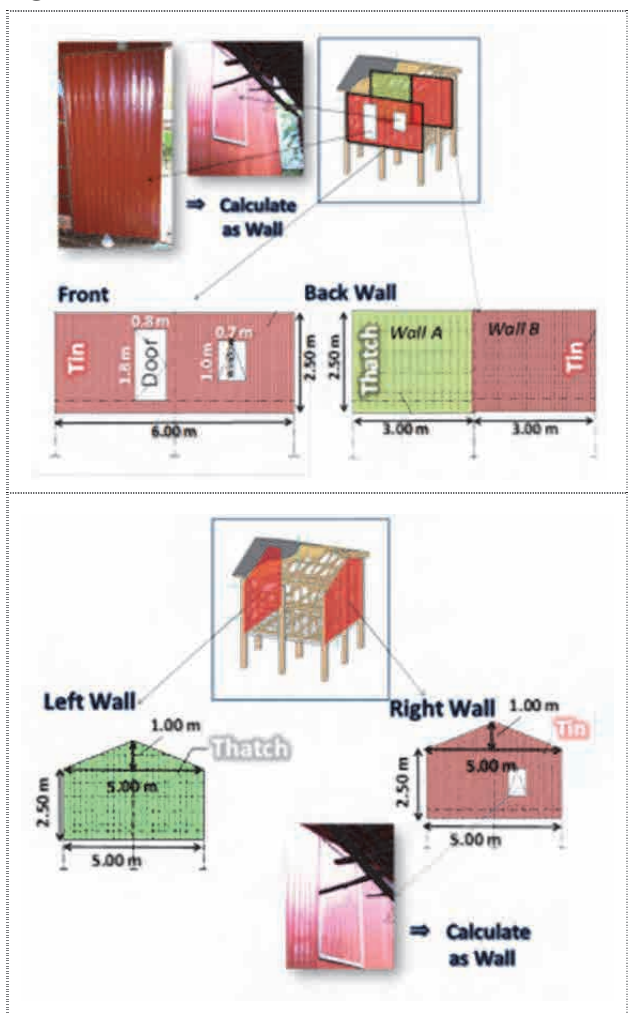 ⇒ Calculate
as Wall
Front
Back Wall
Tin
0.8 m
1.8 m
Door
0.7 m
1.0 m
2.50 m
6.00 m
2.50 m
Thatch
Wall A
Wall B
Tin
3.00 m
3.00 m
Left Wall
1.00 m
Thatch
2.50 m
5.00 m
5.00 m
Right Wall
1.00 m
Tin
2.50 m
5.00 m
5.00 m
⇒ Calculate
as Wall